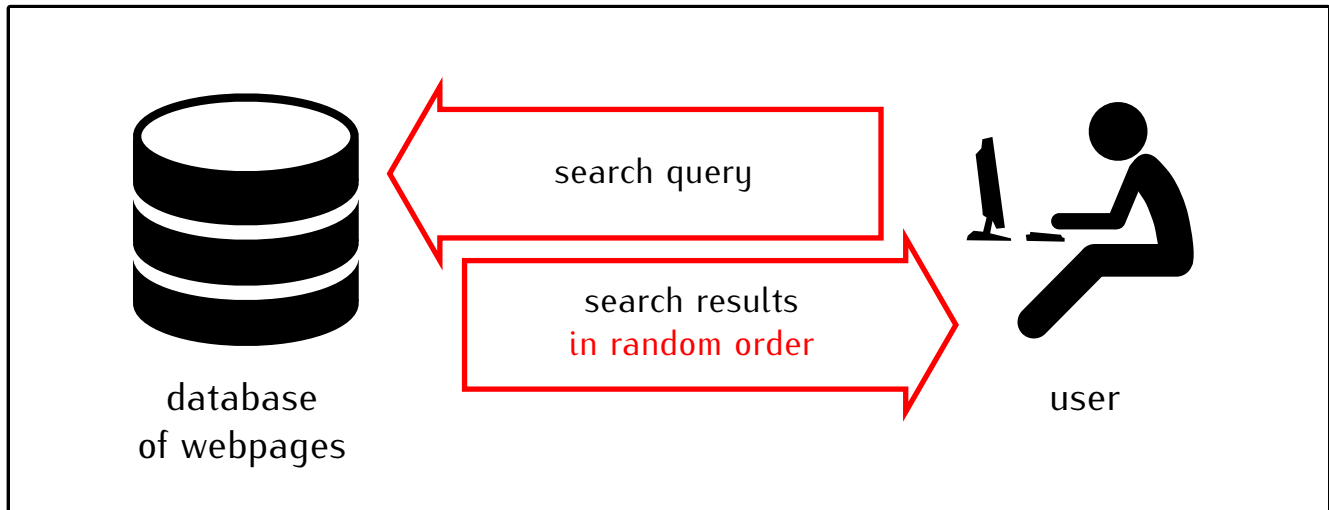 search query
search results
in random order
database
of webpages
user